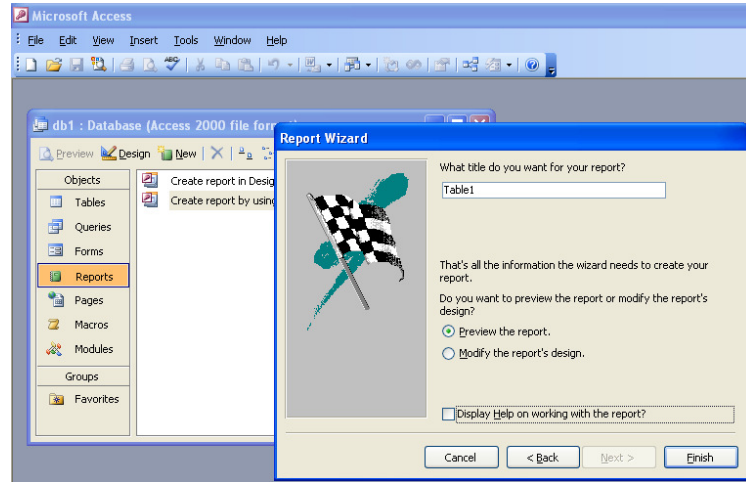 Microsoft Access
File Edit View Insert Tools Window Help
db1 : Database (Access 2000 file format)
Preview Design New
Objects
Tables
Queries
Forms
Reports
Pages
Macros
Modules
Groups
Favorites
Create report in Desig
Create report by using
Report Wizard
What title do you want for your report?
Table1
That's all the information the wizard needs to create your
report.
Do you want to preview the report or modify the report's
design?
Preview the report.
Modify the report's design.
Display Help on working with the report?
Cancel < Back Next > Finish